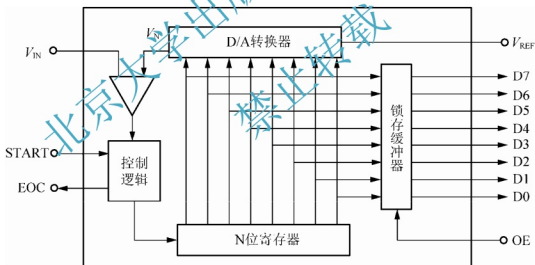 北京大学出版
禁止转载
V_IN
V_N
D/A转换器
V_REF
D7
D6
D5
D4
D3
D2
D1
D0
锁存缓冲器
START
控制逻辑
EOC
N位寄存器
OE